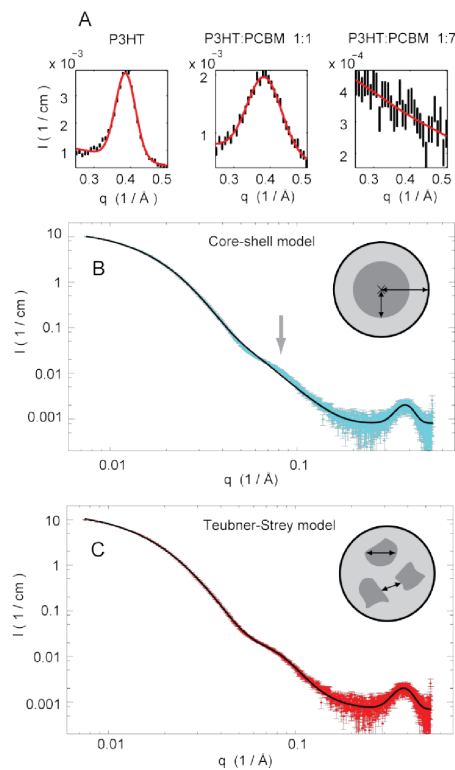 A
P3HT
P3HT:PCBM 1:1
P3HT:PCBM 1:7
x 10⁻³
x 10⁻³
x 10⁻⁴
I ( 1 / cm )
3
2
1
2
1
4
3
2
0.3 0.4 0.5
0.3 0.4 0.5
0.3 0.4 0.5
q (1 / Å)
q (1 / Å)
q (1 / Å)
B
Core-shell model
I ( 1 / cm )
10
1
0.1
0.01
0.001
0.01 0.1
q (1 / Å)
C
Teubner-Strey model
I ( 1 / cm )
10
1
0.1
0.01
0.001
0.01 0.1
q (1 / Å)